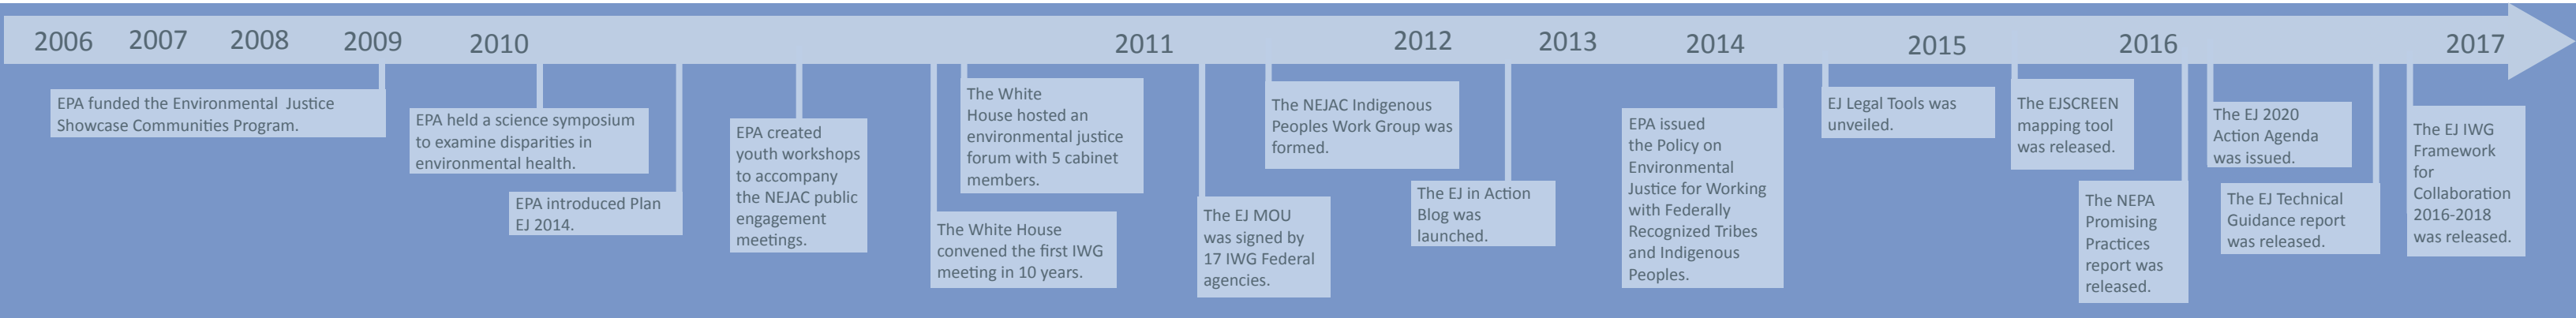 2006 2007 2008 2009 2010 2011 2012 2013 2014 2015 2016 2017
EPA funded the Environmental Justice
Showcase Communities Program.
EPA held a science symposium
to examine disparities in
environmental health.
EPA introduced Plan
EJ 2014.
EPA created
youth workshops
to accompany
the NEJAC public
engagement
meetings.
The White House
convened the first IWG
meeting in 10 years.
The White
House hosted an
environmental justice
forum with 5 cabinet
members.
The EJ MOU
was signed by
17 IWG Federal
agencies.
The NEJAC Indigenous
Peoples Work Group was
formed.
The EJ in Action
Blog was
launched.
EPA issued
the Policy on
Environmental
Justice for Working
with Federally
Recognized Tribes
and Indigenous
Peoples.
EJ Legal Tools was
unveiled.
The EJSCREEN
mapping tool
was released.
The NEPA
Promising
Practices
report was
released.
The EJ 2020
Action Agenda
was issued.
The EJ Technical
Guidance report
was released.
The EJ IWG
Framework
for
Collaboration
2016-2018
was released.